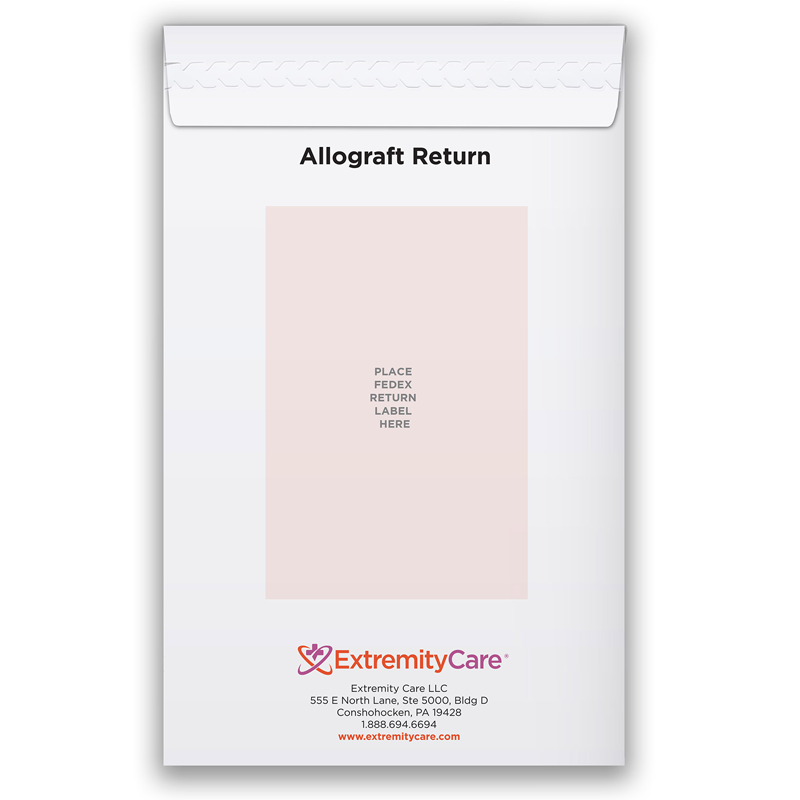 Allograft Return
PLACE
FEDEX
RETURN
LABEL
HERE
ExtremityCare®
Extremity Care LLC
555 E North Lane, Ste 5000, Bldg D
Conshohocken, PA 19428
1.888.694.6694
www.extremitycare.com